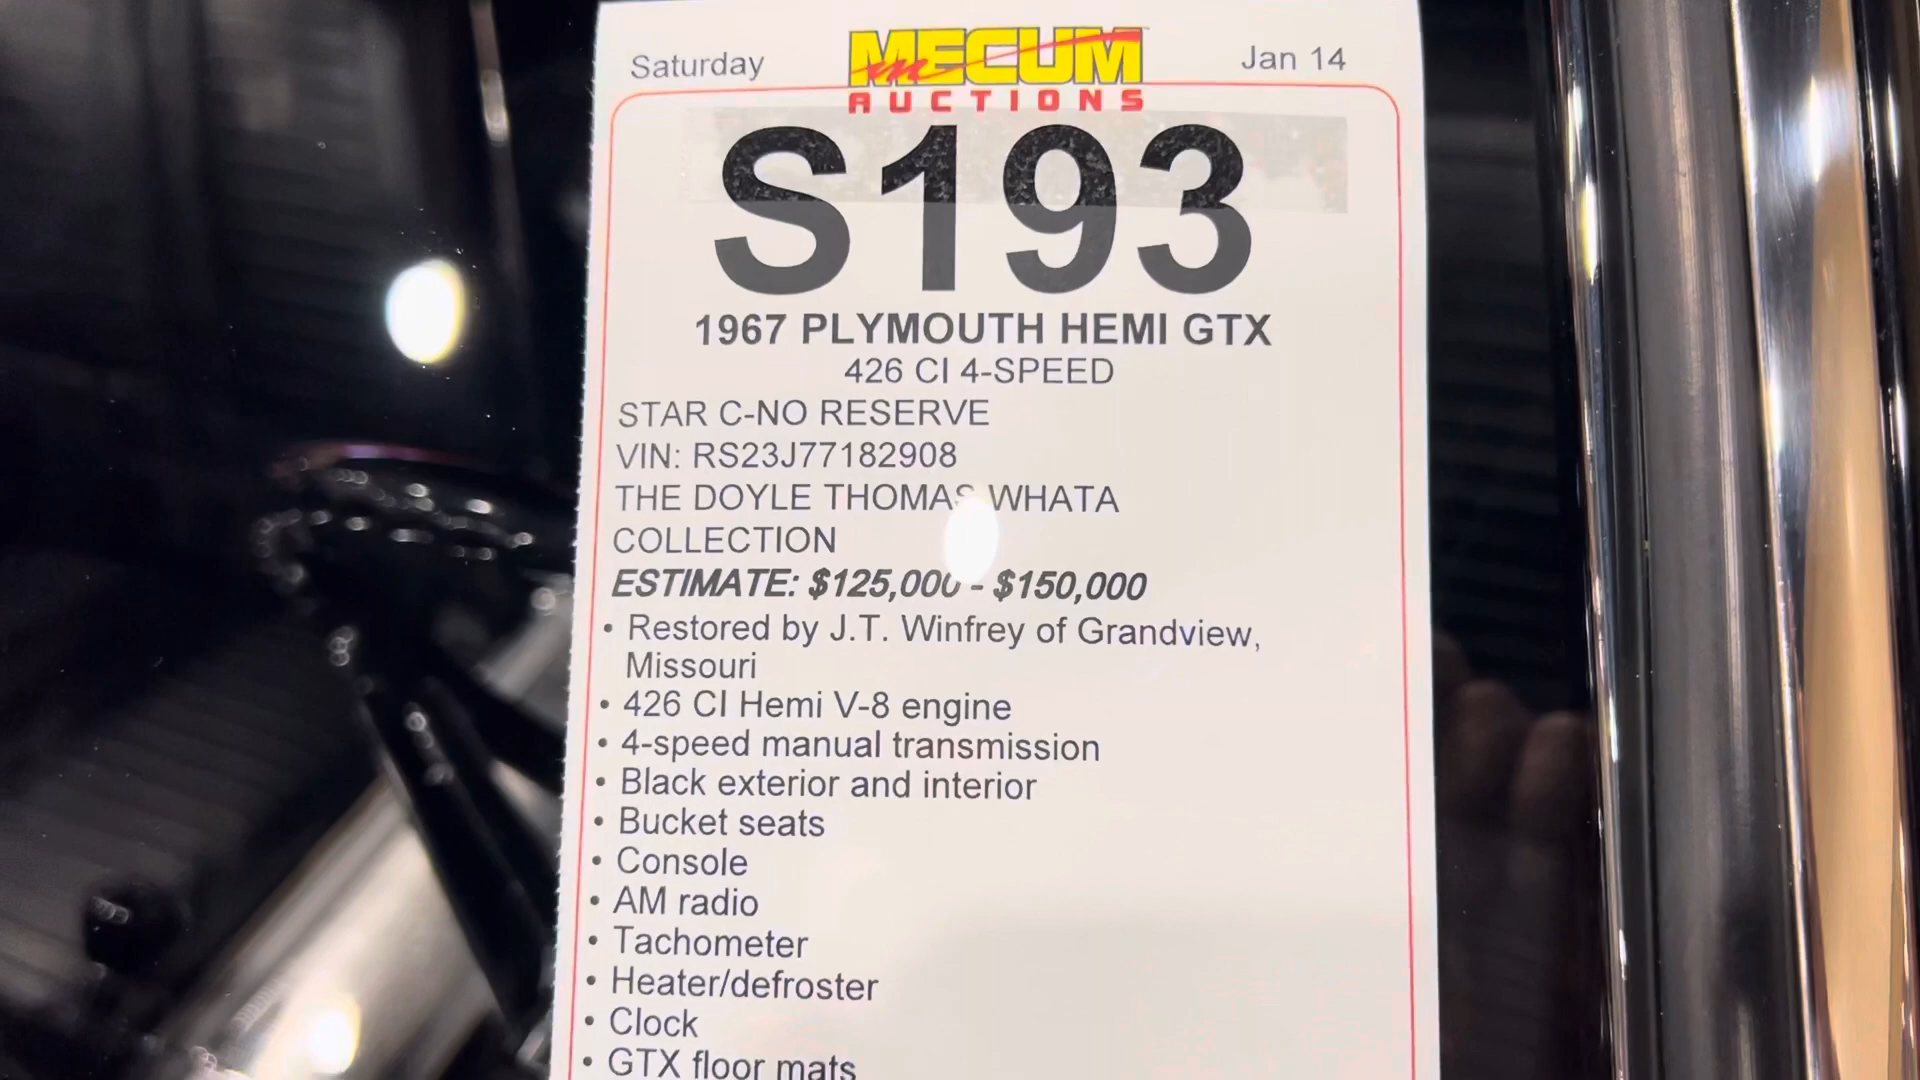 Saturday
MECUM
Jan 14
AUCTIONS
S193
1967 PLYMOUTH HEMI GTX
426 CI 4-SPEED
STAR C-NO RESERVE
VIN: RS23J77182908
THE DOYLE THOMAS WHATA
COLLECTION
ESTIMATE: $125,000 - $150,000
• Restored by J.T. Winfrey of Grandview,
Missouri
• 426 CI Hemi V-8 engine
• 4-speed manual transmission
• Black exterior and interior
• Bucket seats
• Console
• AM radio
• Tachometer
• Heater/defroster
• Clock
• GTX floor mats